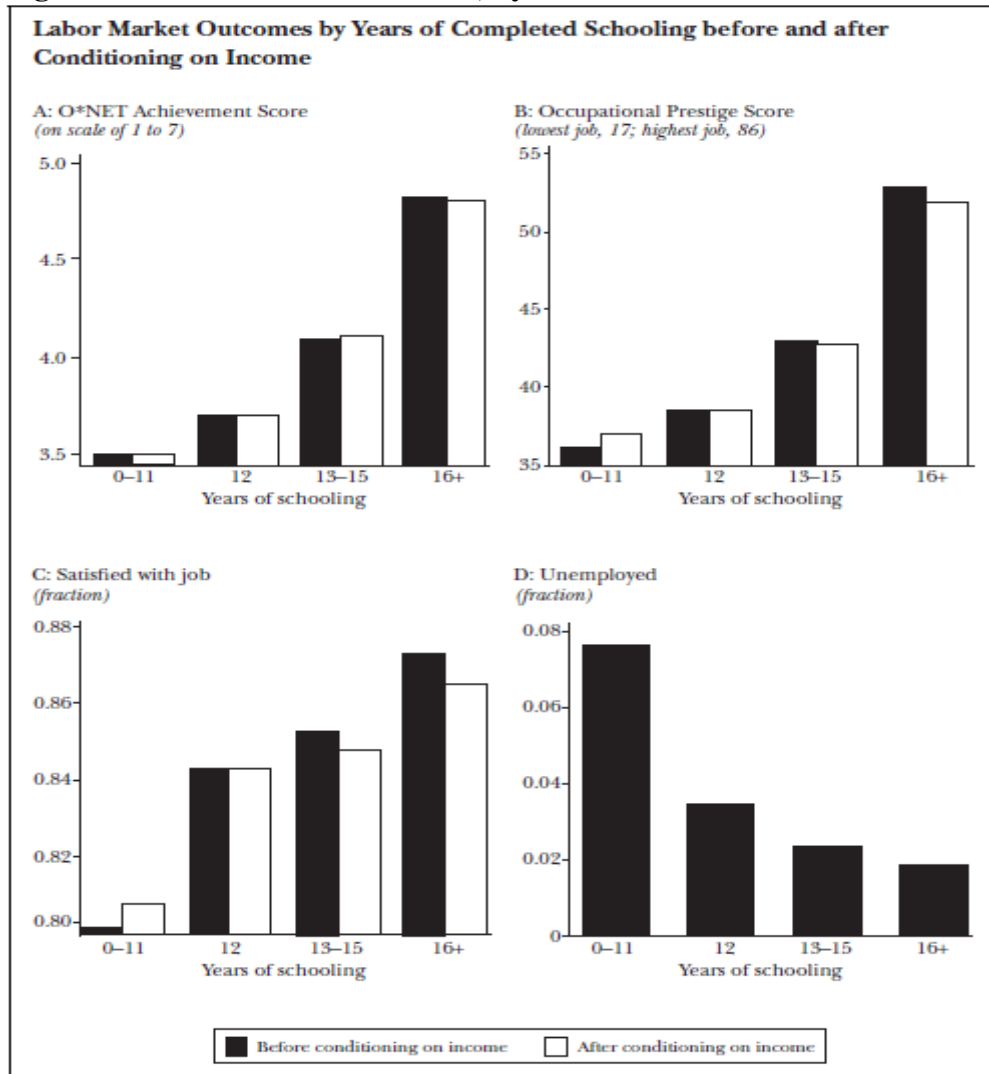 Labor Market Outcomes by Years of Completed Schooling before and after
Conditioning on Income
A: O*NET Achievement Score
(on scale of 1 to 7)
5.0
4.5
4.0
3.5
0–11 12 13–15 16+
Years of schooling
B: Occupational Prestige Score
(lowest job, 17; highest job, 86)
55
50
45
40
35
0–11 12 13–15 16+
Years of schooling
C: Satisfied with job
(fraction)
0.88
0.86
0.84
0.82
0.80
0–11 12 13–15 16+
Years of schooling
D: Unemployed
(fraction)
0.08
0.06
0.04
0.02
0
0–11 12 13–15 16+
Years of schooling
Before conditioning on income After conditioning on income